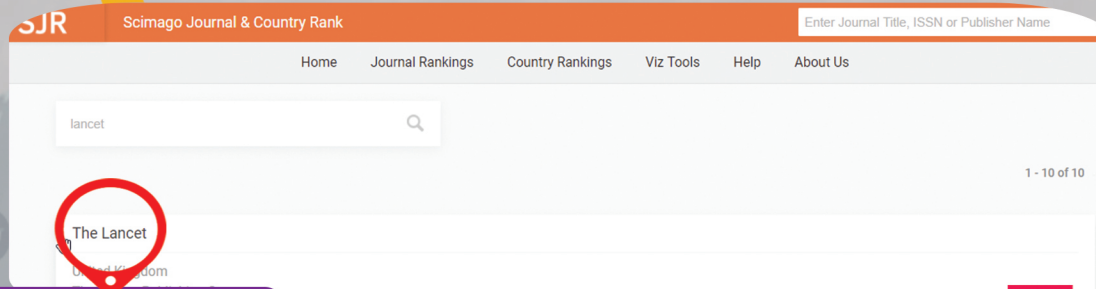 SJR Scimago Journal & Country Rank Enter Journal Title, ISSN or Publisher Name
Home Journal Rankings Country Rankings Viz Tools Help About Us
lancet
1 - 10 of 10
The Lancet
United Kingdom